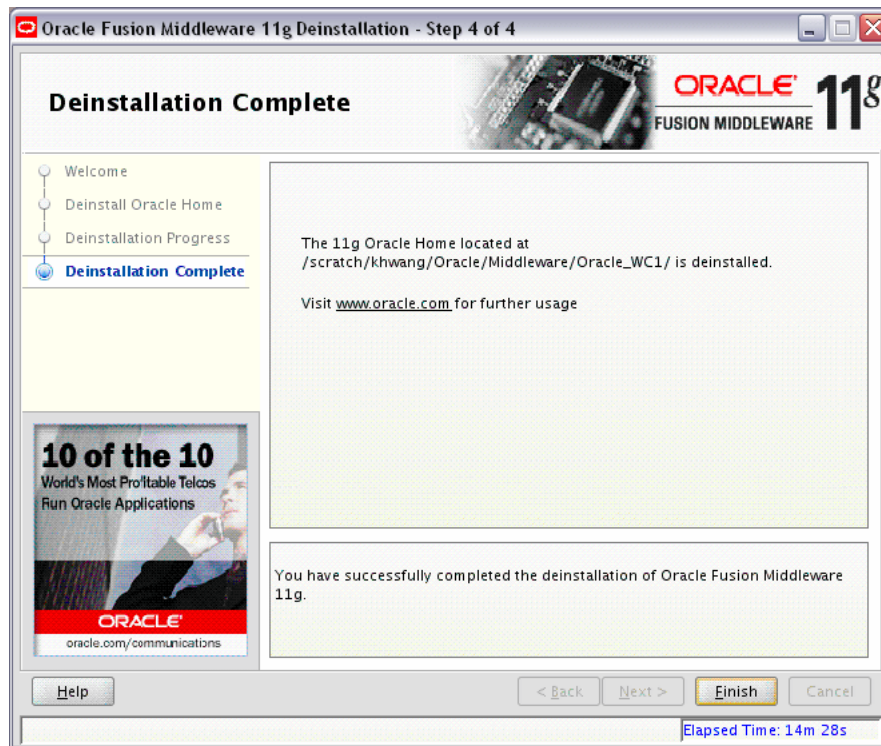 Oracle Fusion Middleware 11g Deinstallation - Step 4 of 4
Deinstallation Complete
ORACLE
FUSION MIDDLEWARE
11g
Welcome
Deinstall Oracle Home
Deinstallation Progress
Deinstallation Complete
The 11g Oracle Home located at
/scratch/khwang/Oracle/Middleware/Oracle_WC1/ is deinstalled.
Visit www.oracle.com for further usage
10 of the 10
World's Most Profitable Telcos
Run Oracle Applications
ORACLE
oracle.com/communications
You have successfully completed the deinstallation of Oracle Fusion Middleware
11g.
Help
< Back
Next >
Finish
Cancel
Elapsed Time: 14m 28s